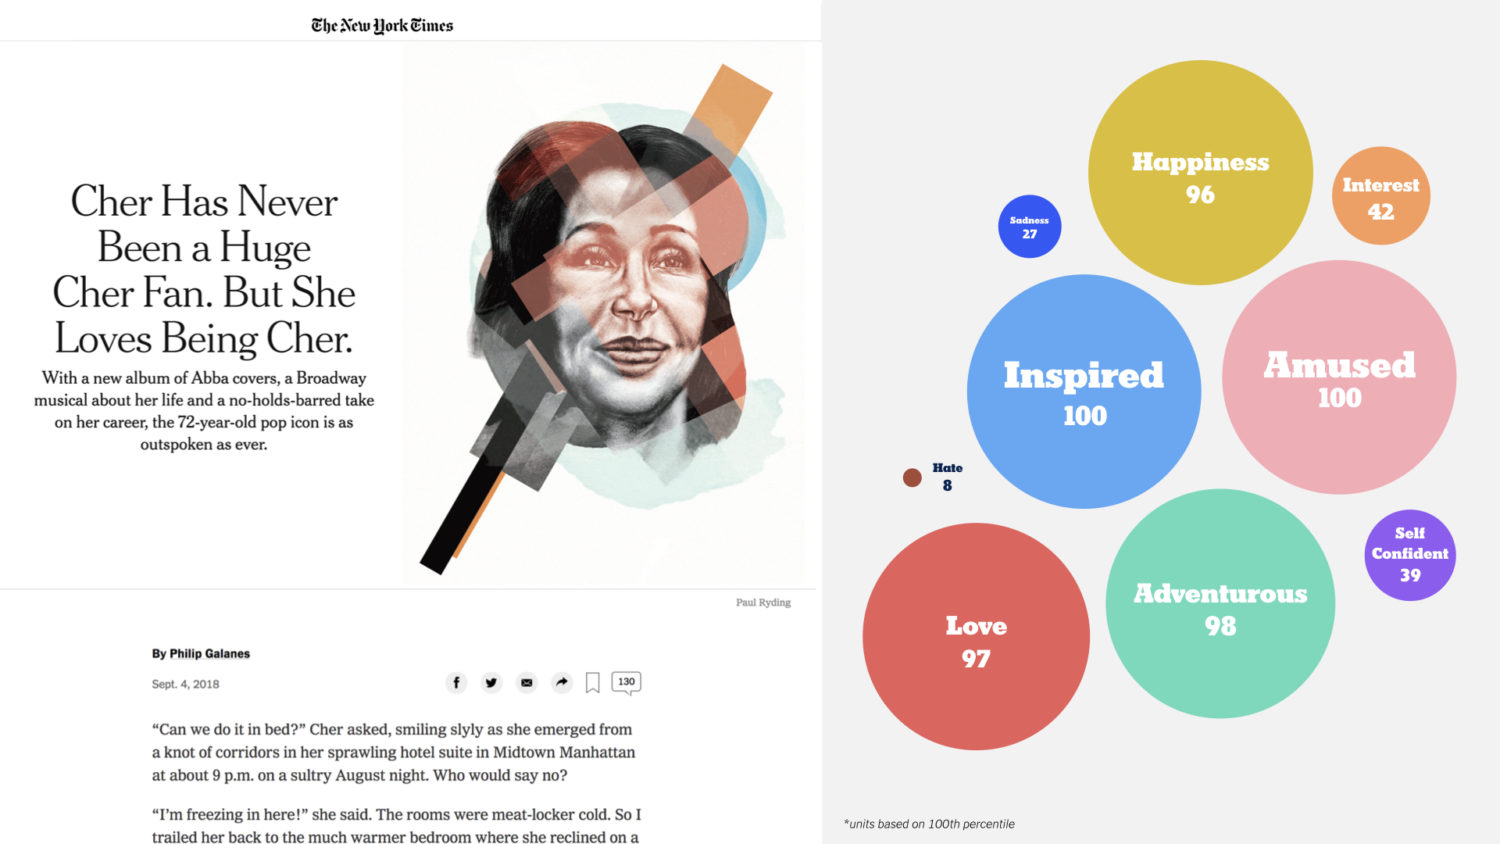 The New York Times
Cher Has Never
Been a Huge
Cher Fan. But She
Loves Being Cher.
With a new album of Abba covers, a Broadway
musical about her life and a no-holds-barred take
on her career, the 72-year-old pop icon is as
outspoken as ever.
Paul Ryding
By Philip Galanes
Sept. 4, 2018
130
“Can we do it in bed?” Cher asked, smiling slyly as she emerged from
a knot of corridors in her sprawling hotel suite in Midtown Manhattan
at about 9 p.m. on a sultry August night. Who would say no?
“I’m freezing in here!” she said. The rooms were meat-locker cold. So I
trailed her back to the much warmer bedroom where she reclined on a
Happiness
96
Interest
42
Sadness
27
Inspired
100
Amused
100
Hate
8
Self
Confident
39
Adventurous
98
Love
97
*units based on 100th percentile